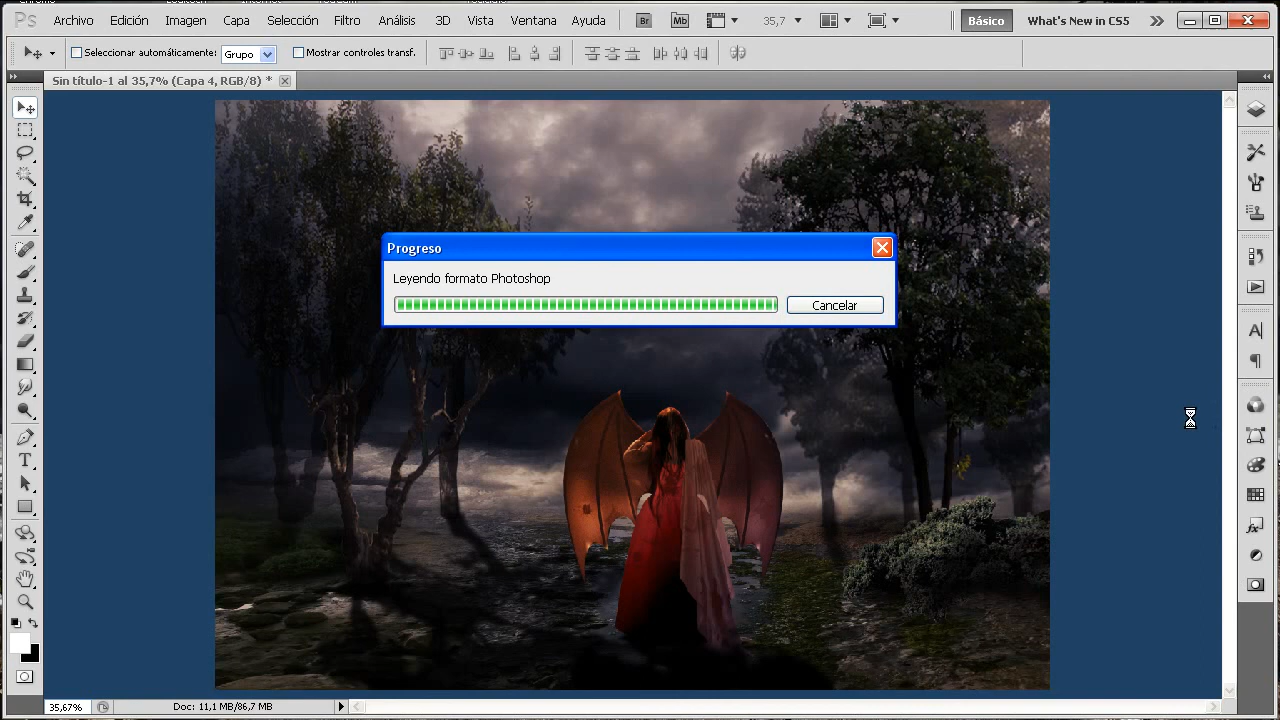 Ps Archivo Edición Imagen Capa Selección Filtro Análisis 3D Vista Ventana Ayuda Br Mb 35,7 Básico What's New in CS5
Seleccionar automáticamente: Grupo Mostrar controles transf.
Sin título-1 al 35,7% (Capa 4, RGB/8) *
Progreso
Leyendo formato Photoshop
Cancelar
35,67% Doc: 11,1 MB/86,7 MB